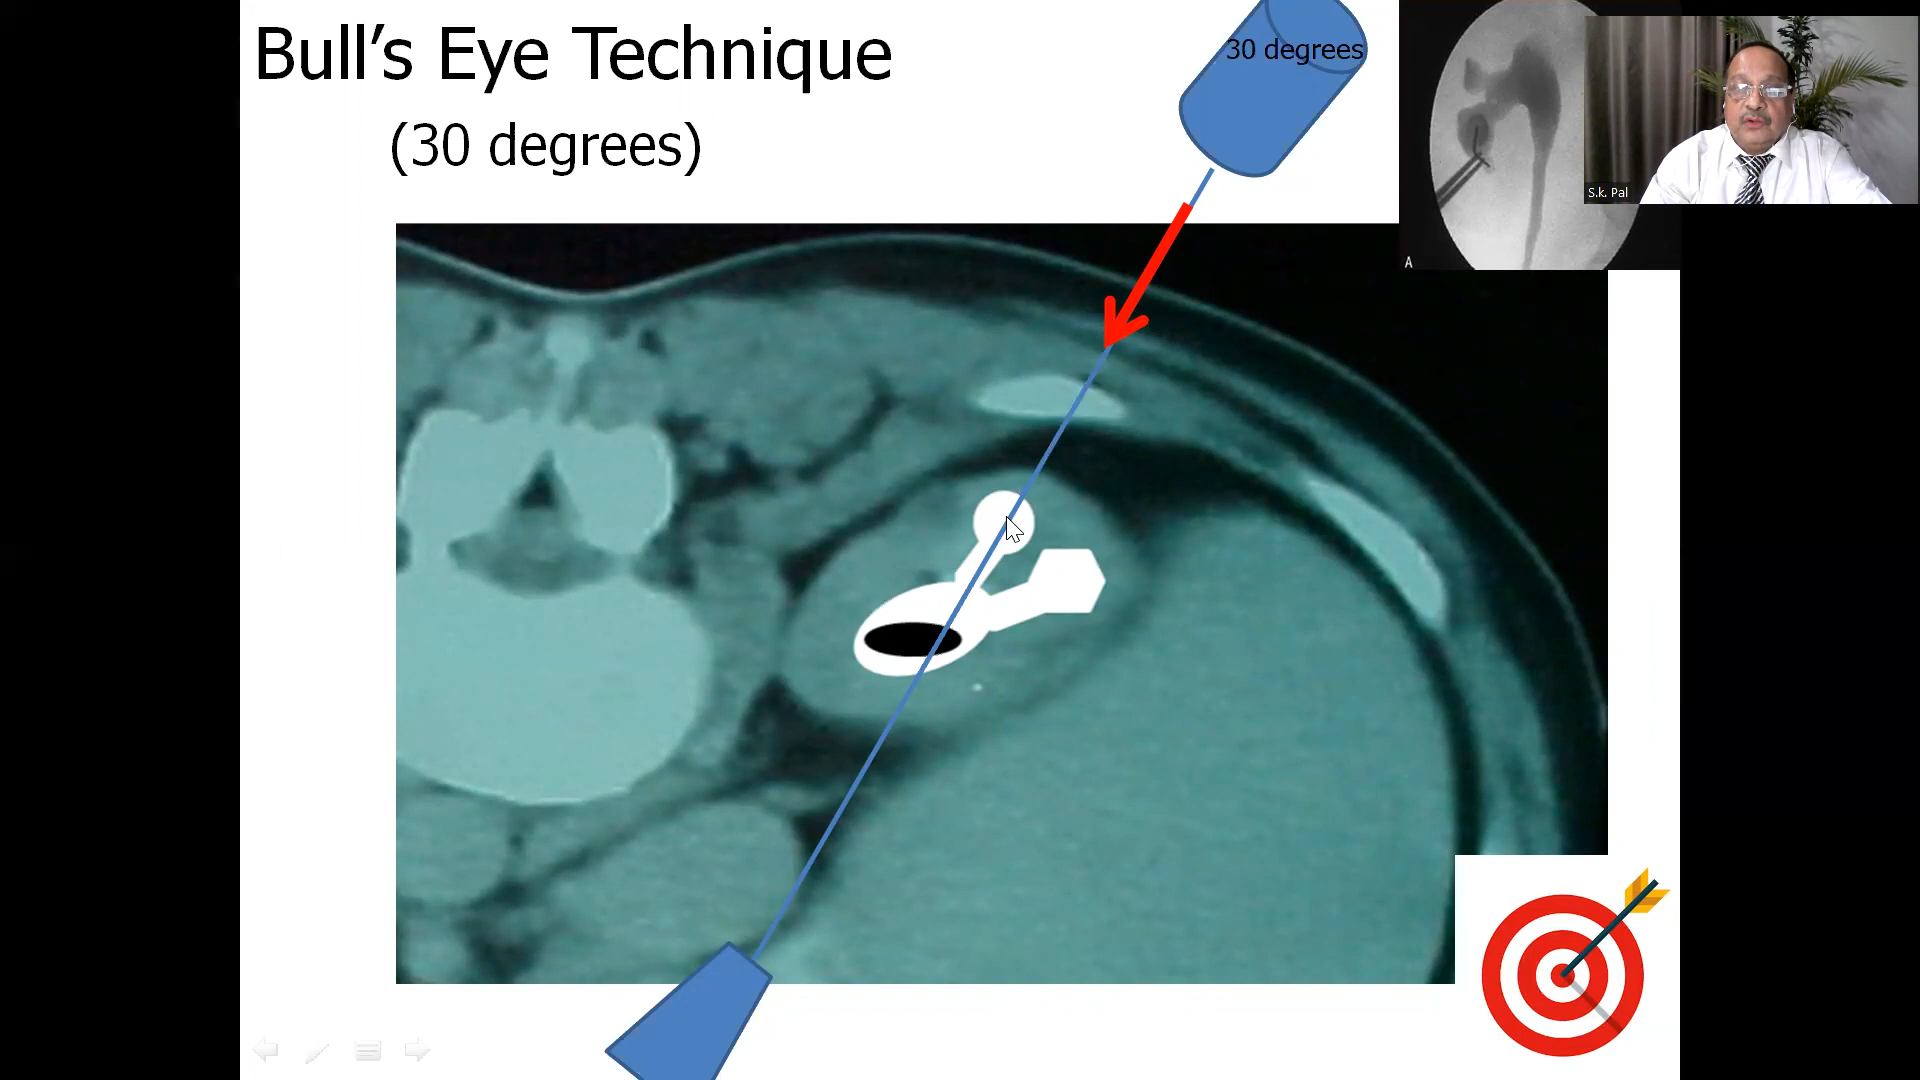 Bull’s Eye Technique
(30 degrees)
30 degrees
A
S.k. Pal